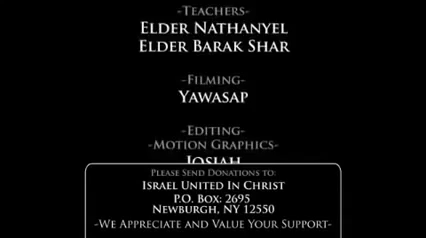 -Teachers-
Elder Nathanyel
Elder Barak Shar
-Filming-
Yawasap
-Editing-
-Motion Graphics-
Josiah
Please Send Donations to:
Israel United In Christ
P.O. Box: 2695
Newburgh, NY 12550
-We Appreciate and Value Your Support-